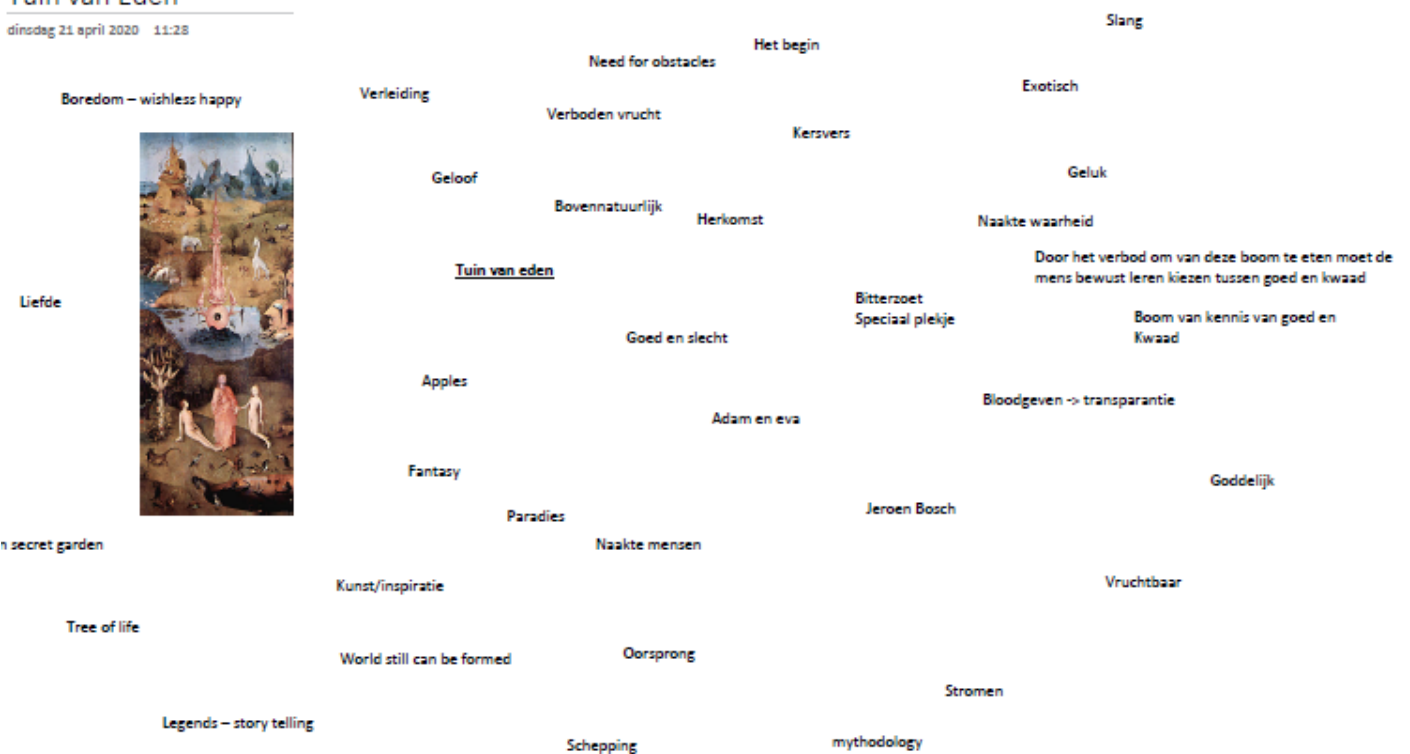 Tuin van Eden
dinsdag 21 april 2020 11:28
Slang
Het begin
Need for obstacles
Exotisch
Verleiding
Boredom – wishless happy
Verboden vrucht
Kersvers
Geluk
Geloof
Bovennatuurlijk
Herkomst
Naakte waarheid
Door het verbod om van deze boom te eten moet de
mens bewust leren kiezen tussen goed en kwaad
Tuin van eden
Liefde
Bitterzoet
Speciaal plekje
Boom van kennis van goed en
Kwaad
Goed en slecht
Apples
Bloodgeven -> transparantie
Adam en eva
Fantasy
Goddelijk
Jeroen Bosch
Paradies
n secret garden
Naakte mensen
Vruchtbaar
Kunst/inspiratie
Tree of life
Oorsprong
World still can be formed
Stromen
Legends – story telling
mythodology
Schepping